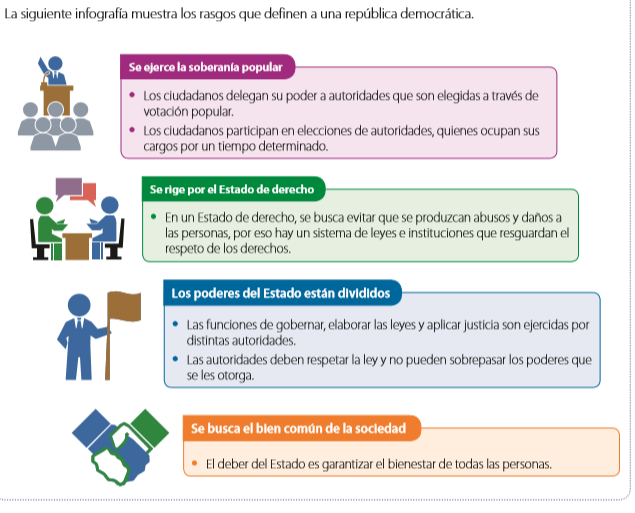 La siguiente infografía muestra los rasgos que definen a una república democrática.
Se ejerce la soberanía popular
• Los ciudadanos delegan su poder a autoridades que son elegidas a través de
votación popular.
• Los ciudadanos participan en elecciones de autoridades, quienes ocupan sus
cargos por un tiempo determinado.
Se rige por el Estado de derecho
• En un Estado de derecho, se busca evitar que se produzcan abusos y daños a
las personas, por eso hay un sistema de leyes e instituciones que resguardan el
respeto de los derechos.
Los poderes del Estado están divididos
• Las funciones de gobernar, elaborar las leyes y aplicar justicia son ejercidas por
distintas autoridades.
• Las autoridades deben respetar la ley y no pueden sobrepasar los poderes que
se les otorga.
Se busca el bien común de la sociedad
• El deber del Estado es garantizar el bienestar de todas las personas.